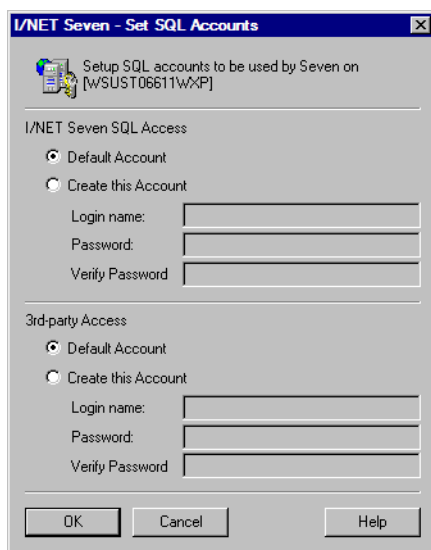 I/NET Seven - Set SQL Accounts
Setup SQL accounts to be used by Seven on
[WSUST06611WXP]
I/NET Seven SQL Access
Default Account
Create this Account
Login name:
Password:
Verify Password
3rd-party Access
Default Account
Create this Account
Login name:
Password:
Verify Password
OK Cancel Help